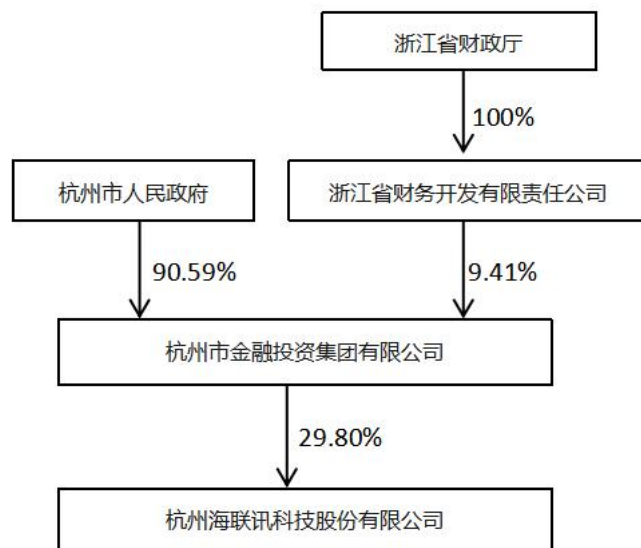 浙江省财政厅
100%
杭州市人民政府
浙江省财务开发有限责任公司
90.59%
9.41%
杭州市金融投资集团有限公司
29.80%
杭州海联讯科技股份有限公司